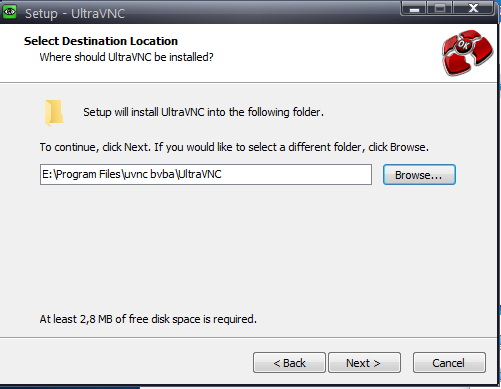 Setup - UltraVNC
Select Destination Location
Where should UltraVNC be installed?
OK
Setup will install UltraVNC into the following folder.
To continue, click Next. If you would like to select a different folder, click Browse.
E:\Program Files\uvnc bvba\UltraVNC
Browse...
At least 2,8 MB of free disk space is required.
< Back
Next >
Cancel